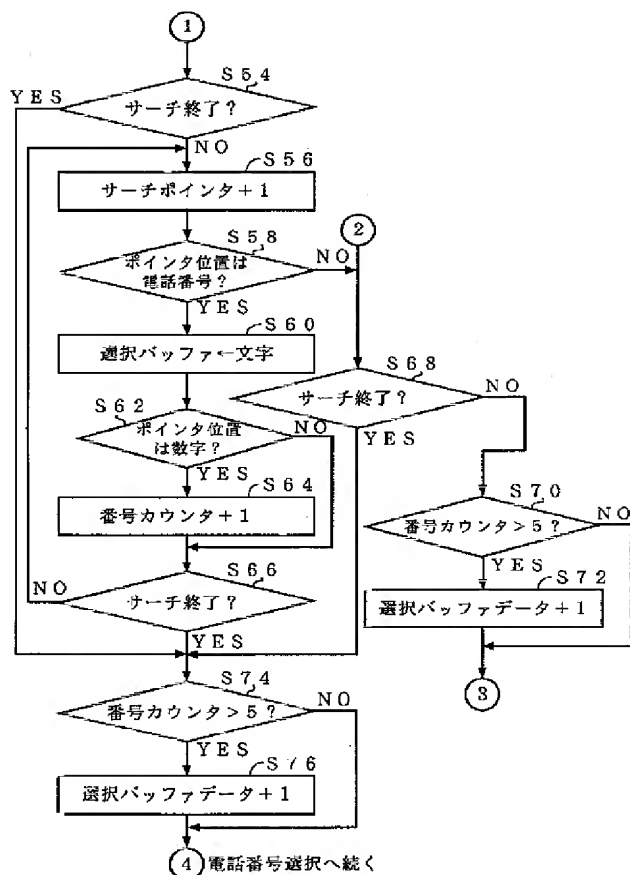 1
S54
YES
サーチ終了?
NO
S56
サーチポインタ+1
S58
2
ポインタ位置は
電話番号?
NO
YES
S60
選択バッファ←文字
S62
S68
ポインタ位置
は数字?
NO
サーチ終了?
NO
YES
YES
S64
番号カウンタ+1
S70
番号カウンタ>5?
NO
S66
NO
サーチ終了?
YES
S72
選択バッファデータ+1
YES
3
S74
番号カウンタ>5?
NO
YES
S76
選択バッファデータ+1
4 電話番号選択へ続く